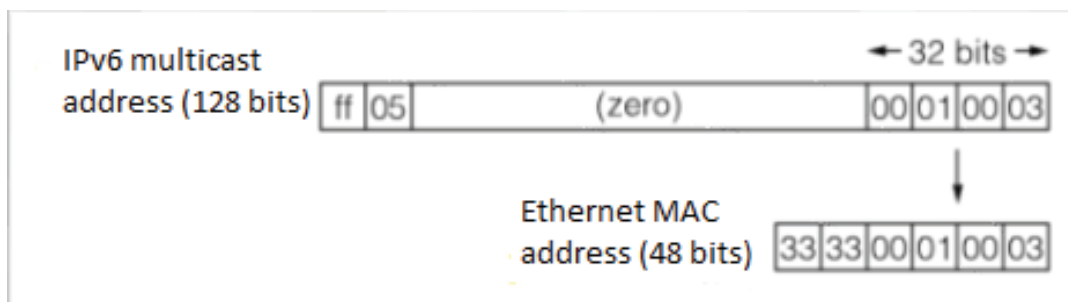 IPv6 multicast
address (128 bits)
← 32 bits →
ff 05 (zero) 00 01 00 03
Ethernet MAC
address (48 bits)
33 33 00 01 00 03